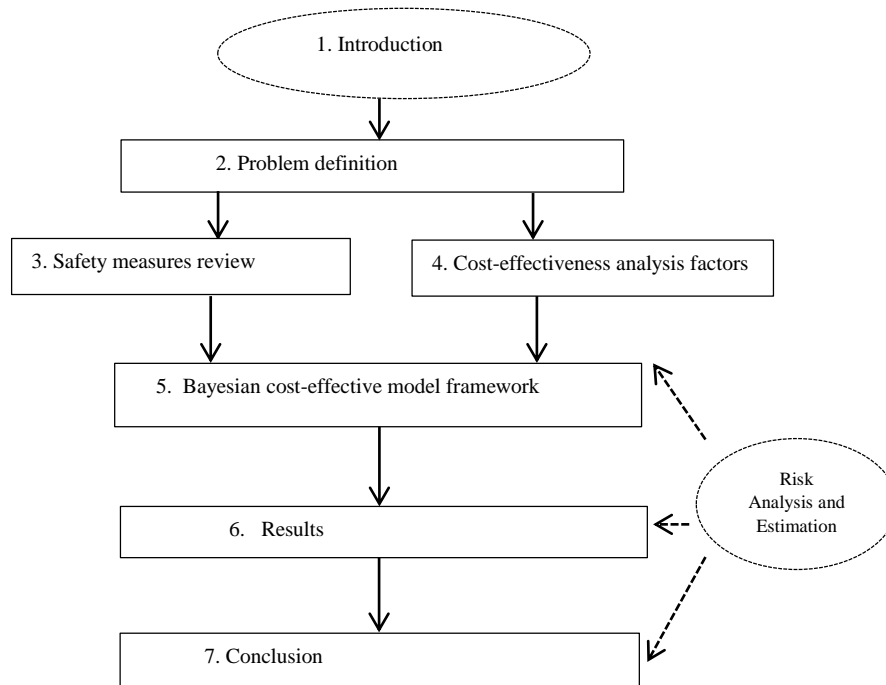 1. Introduction
2. Problem definition
3. Safety measures review
4. Cost-effectiveness analysis factors
5. Bayesian cost-effective model framework
Risk
Analysis and
Estimation
6. Results
7. Conclusion